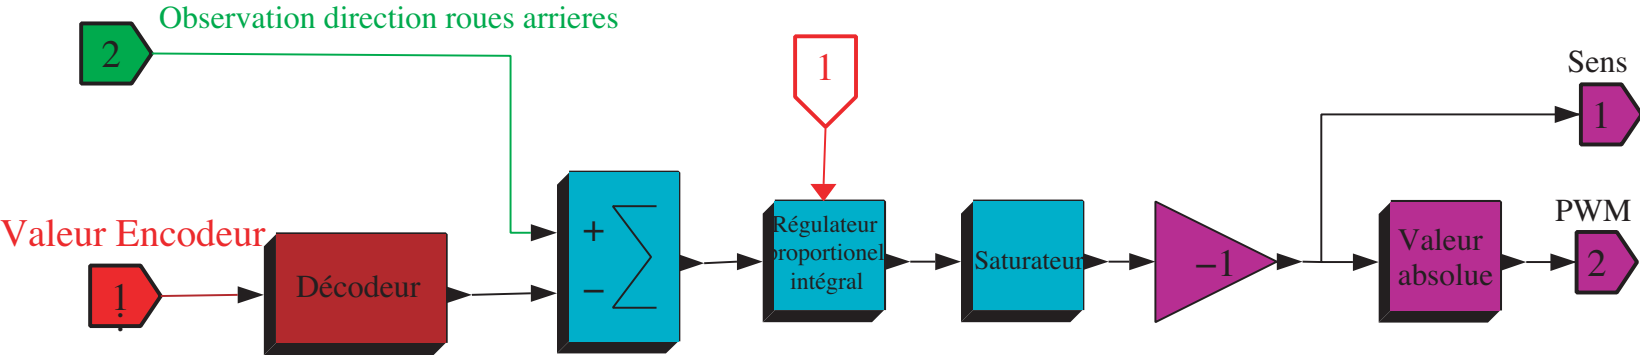 Observation direction roues arrieres
2
1
Sens
1
Valeur Encodeur
1
Décodeur
+
−
Régulateur
proportionel
intégral
Saturateur
−1
Valeur
absolue
PWM
2